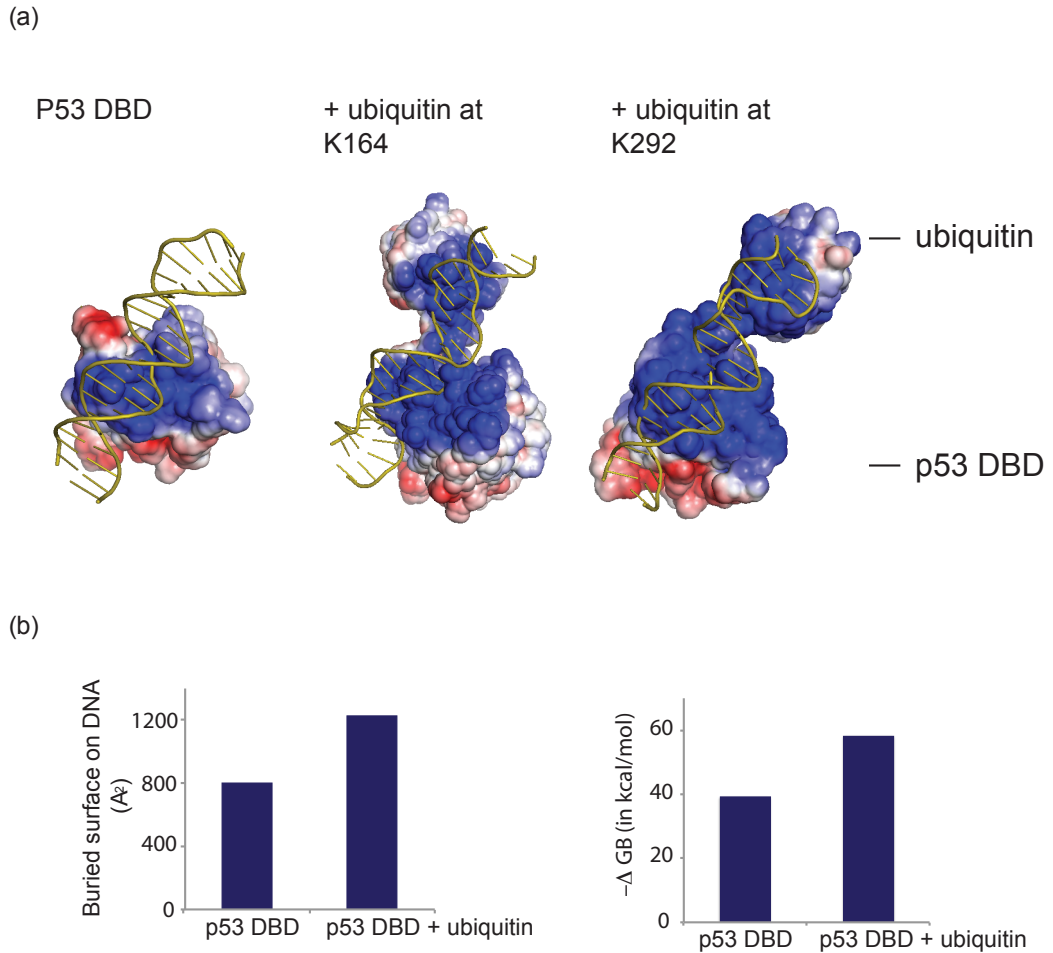 (a)
P53 DBD
+ ubiquitin at
K164
+ ubiquitin at
K292
ubiquitin
p53 DBD
(b)
Buried surface on DNA
(A²)
1200
800
400
0
p53 DBD
p53 DBD + ubiquitin
−Δ GB (in kcal/mol)
60
40
20
0
p53 DBD
p53 DBD + ubiquitin